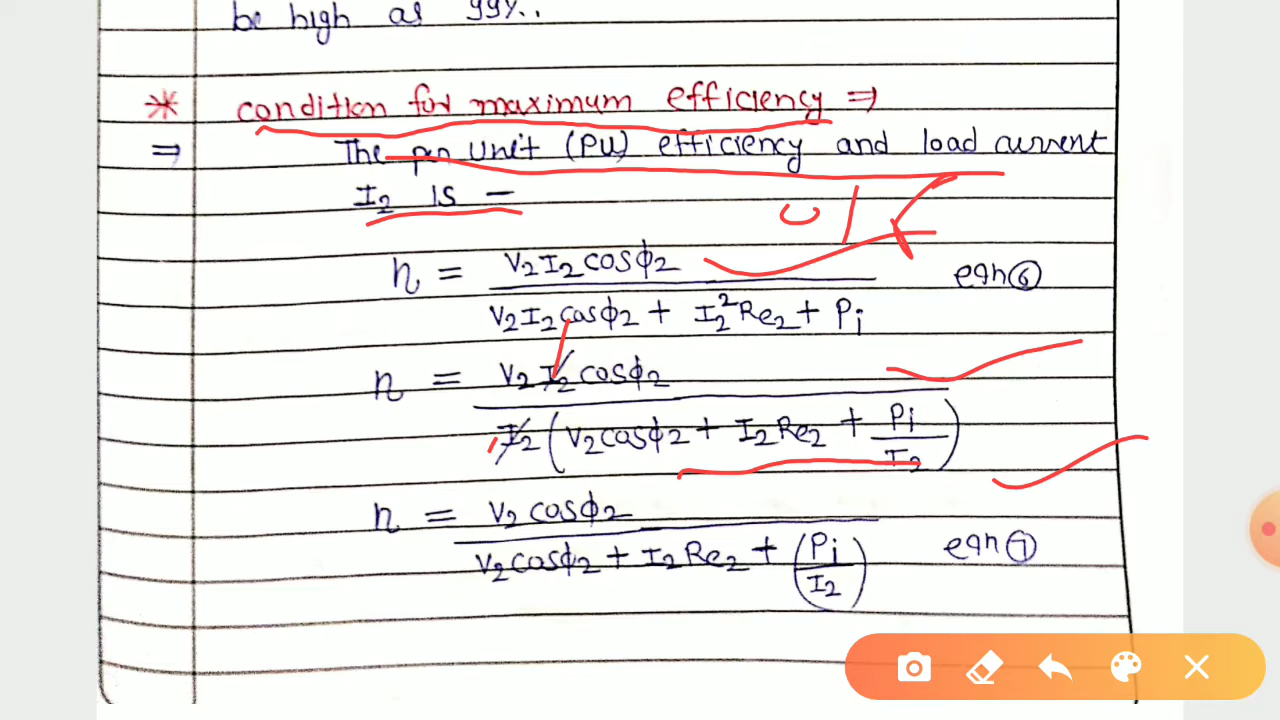 be high as 99%..
* condition for maximum efficiency ⇒
⇒ The per unit (PU) efficiency and load current
I₂ is –
η = V₂I₂cosϕ₂ / V₂I₂cosϕ₂ + I₂²Re₂ + Pi eqn ⑥
η = V₂I₂cosϕ₂ / I₂(V₂cosϕ₂ + I₂Re₂ + Pi/I₂)
η = V₂cosϕ₂ / V₂cosϕ₂ + I₂Re₂ + (Pi/I₂) eqn ⑦